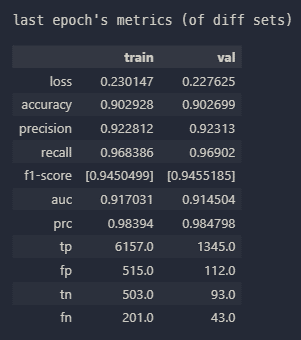 last epoch's metrics (of diff sets)
train val
loss 0.230147 0.227625
accuracy 0.902928 0.902699
precision 0.922812 0.92313
recall 0.968386 0.96902
f1-score [0.9450499] [0.9455185]
auc 0.917031 0.914504
prc 0.98394 0.984798
tp 6157.0 1345.0
fp 515.0 112.0
tn 503.0 93.0
fn 201.0 43.0